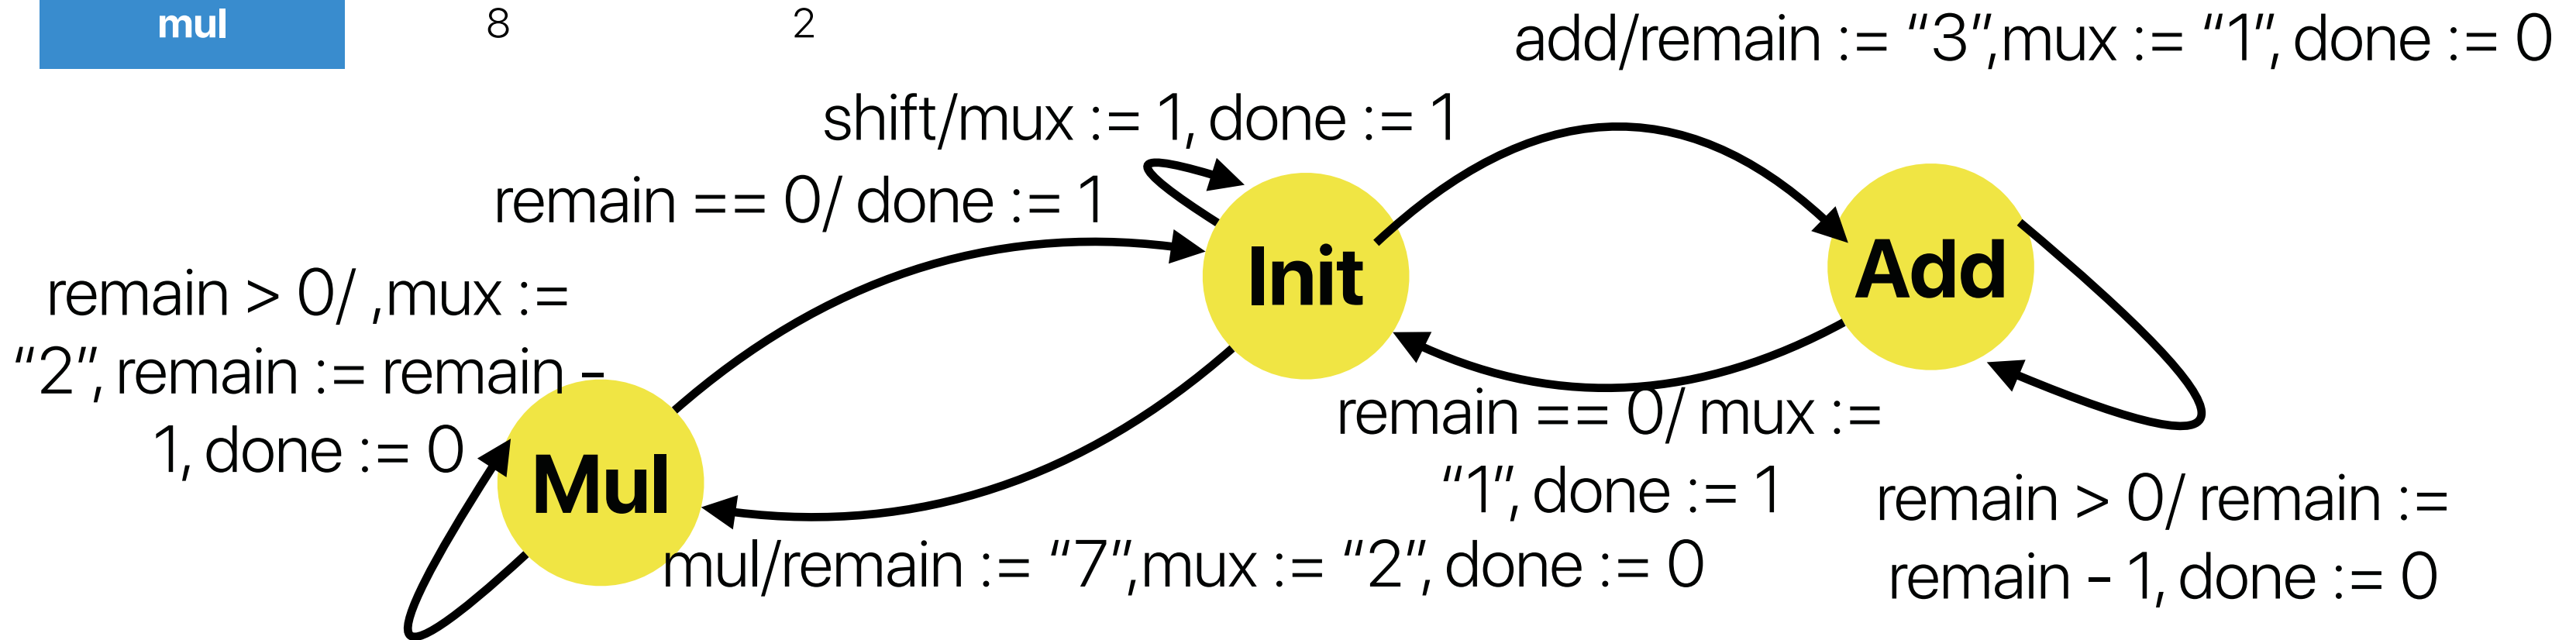 mul 8 2
add/remain := “3”,mux := “1”, done := 0
shift/mux := 1, done := 1
remain == 0/ done := 1
remain > 0/ ,mux :=
“2”, remain := remain -
1, done := 0
Init
Add
Mul
remain == 0/ mux :=
“1”, done := 1
remain > 0/ remain :=
remain - 1, done := 0
mul/remain := “7”,mux := “2”, done := 0